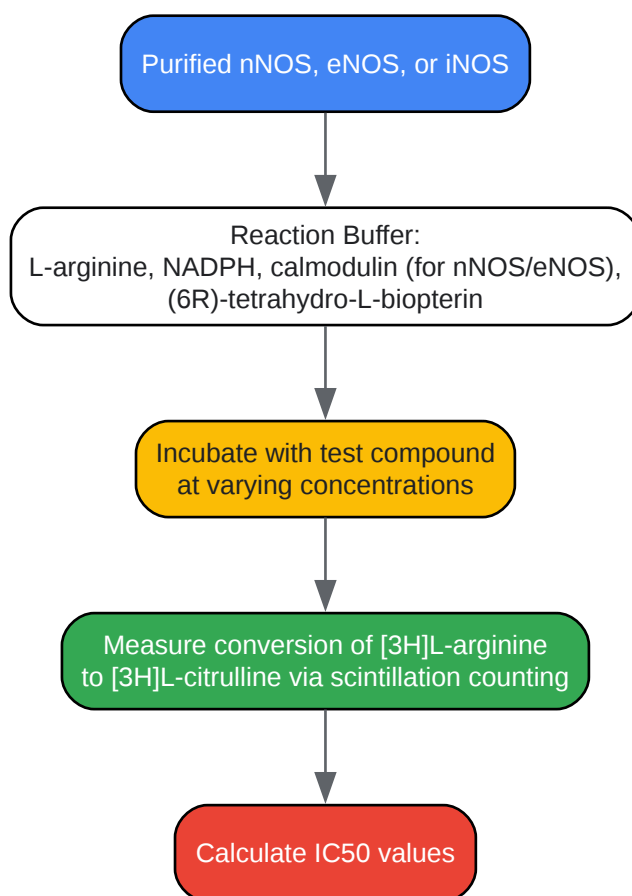 Purified nNOS, eNOS, or iNOS
Reaction Buffer:
L-arginine, NADPH, calmodulin (for nNOS/eNOS),
(6R)-tetrahydro-L-biopterin
Incubate with test compound
at varying concentrations
Measure conversion of [3H]L-arginine
to [3H]L-citrulline via scintillation counting
Calculate IC50 values